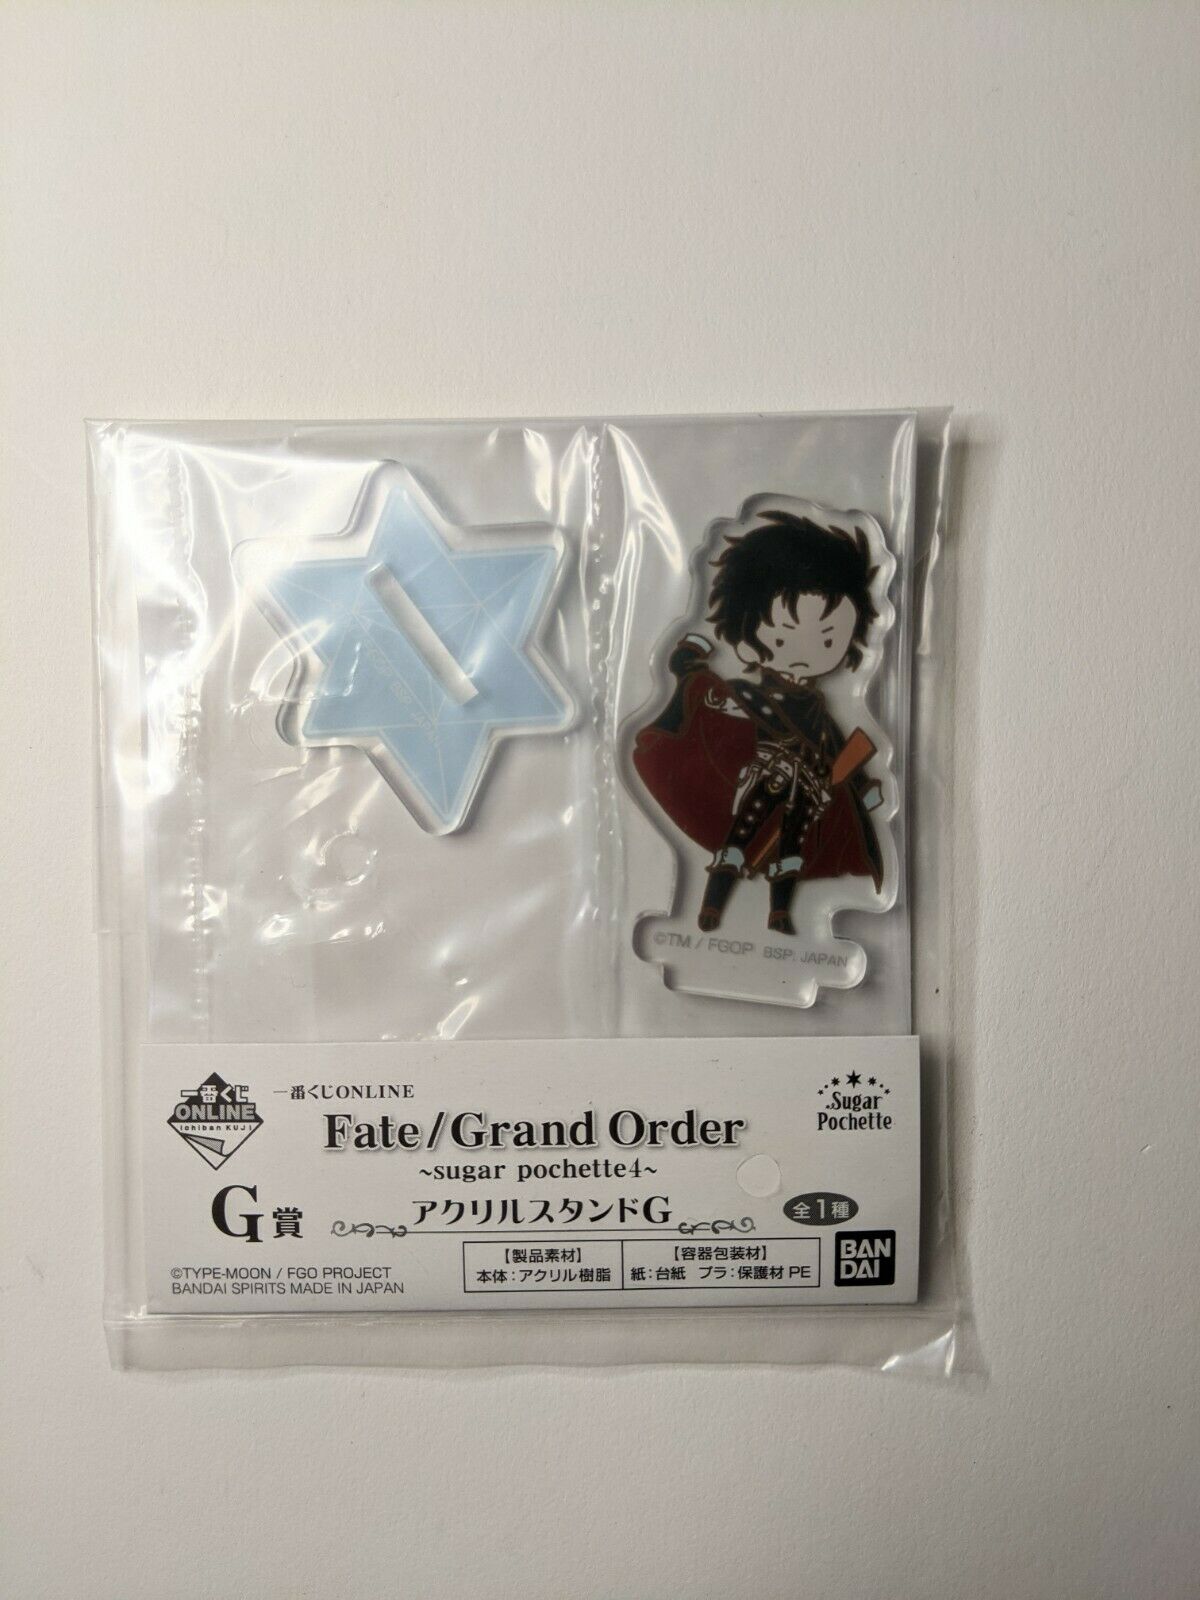 ©FGOP BSP: JAPAN
©TM / FGOP BSP: JAPAN
一番くじ
ONLINE
Ichiban KUJI
一番くじONLINE
Fate/Grand Order
~sugar pochette4~
Sugar
Pochette
G賞
アクリルスタンドG
全1種
【製品素材】
本体：アクリル樹脂
【容器包装材】
紙：台紙 プラ：保護材 PE
BAN
DAI
©TYPE-MOON / FGO PROJECT
BANDAI SPIRITS MADE IN JAPAN